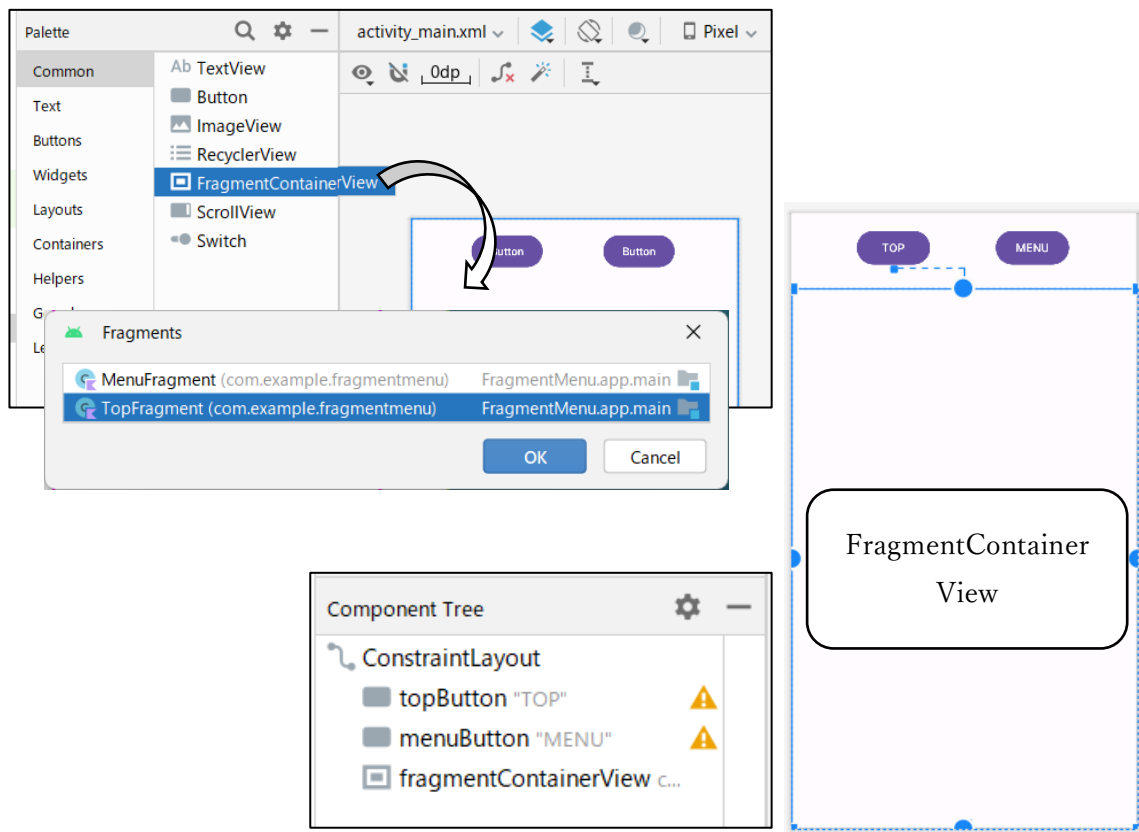 Palette
activity_main.xml
Pixel
Common
Text
Buttons
Widgets
Layouts
Containers
Helpers
Ab TextView
Button
ImageView
RecyclerView
FragmentContainerView
ScrollView
Switch
0dp
Button
Fragments
MenuFragment (com.example.fragmentmenu) FragmentMenu.app.main
TopFragment (com.example.fragmentmenu) FragmentMenu.app.main
OK Cancel
TOP MENU
FragmentContainer
View
Component Tree
ConstraintLayout
topButton "TOP"
menuButton "MENU"
fragmentContainerView c...